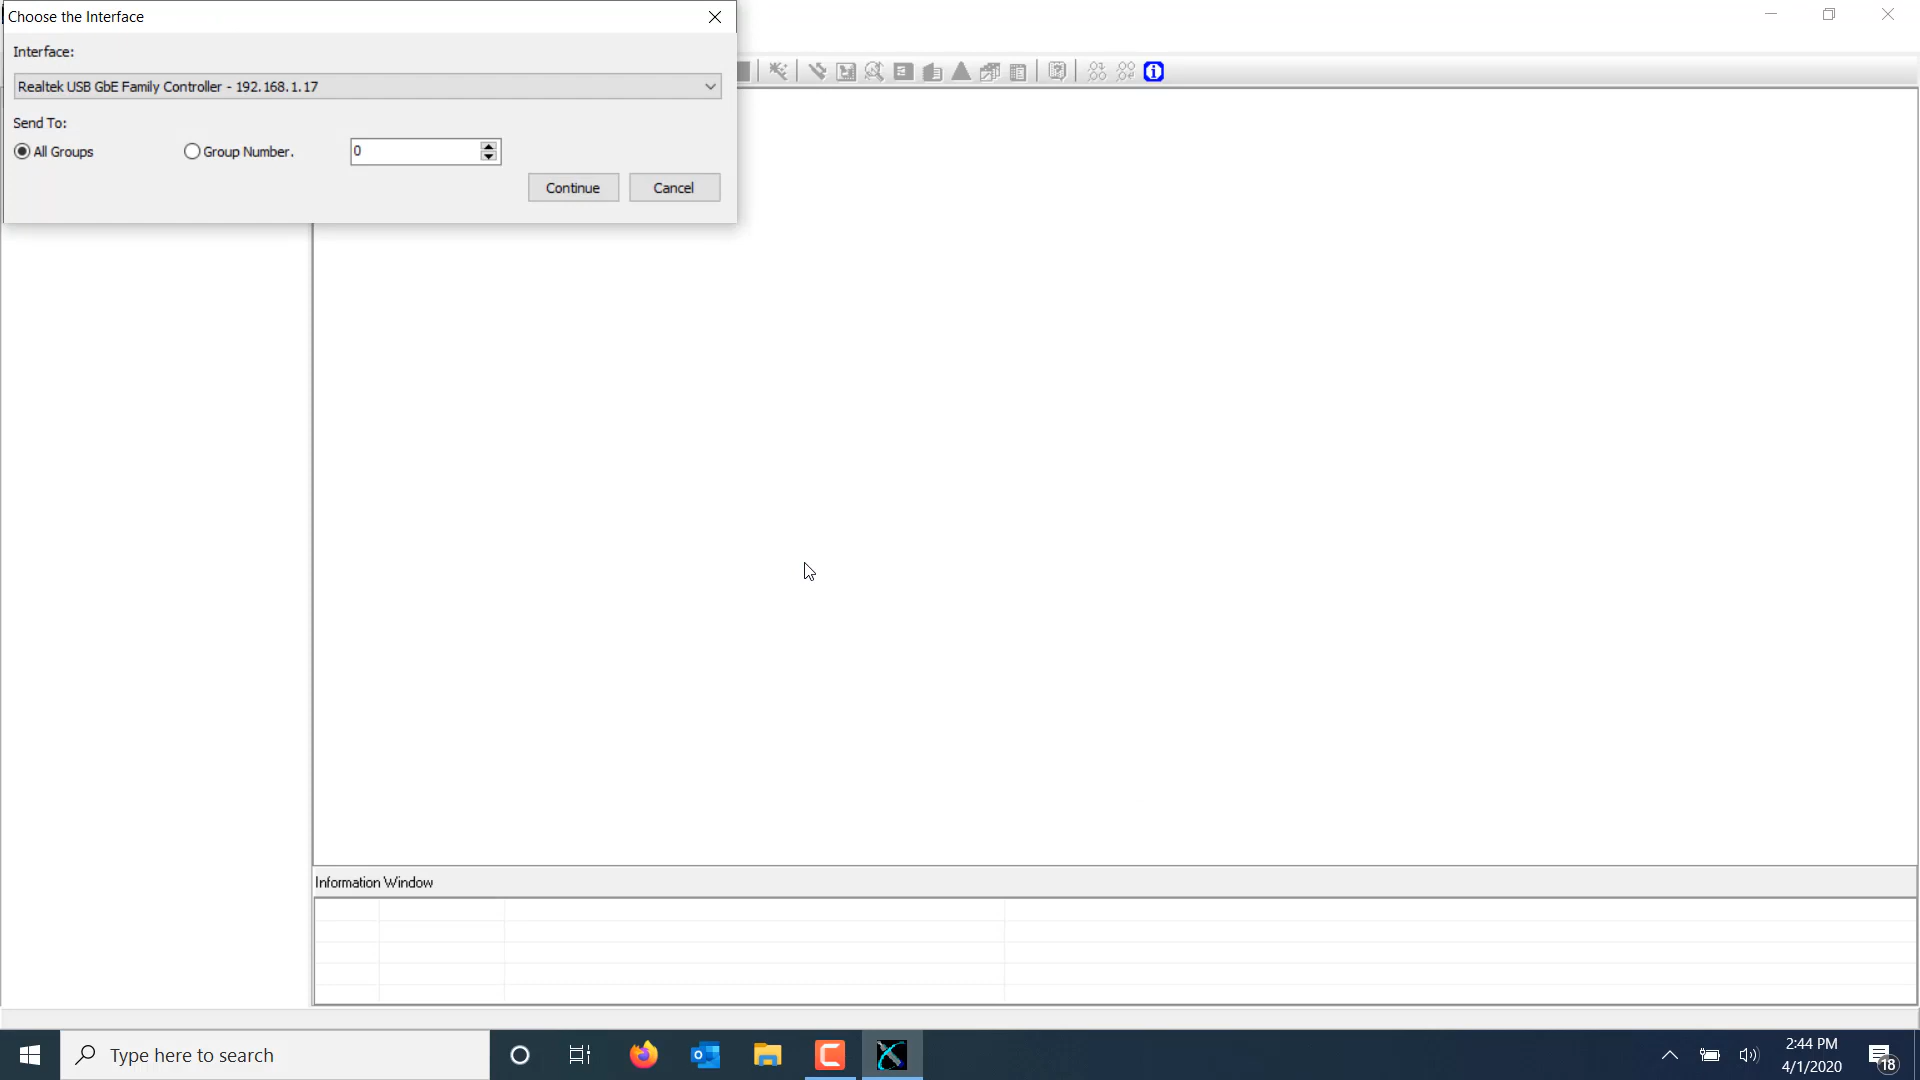 Choose the Interface
Interface:
Realtek USB GbE Family Controller - 192.168.1.17
Send To:
All Groups
Group Number.
0
Continue
Cancel
Information Window
Type here to search
2:44 PM
4/1/2020
18